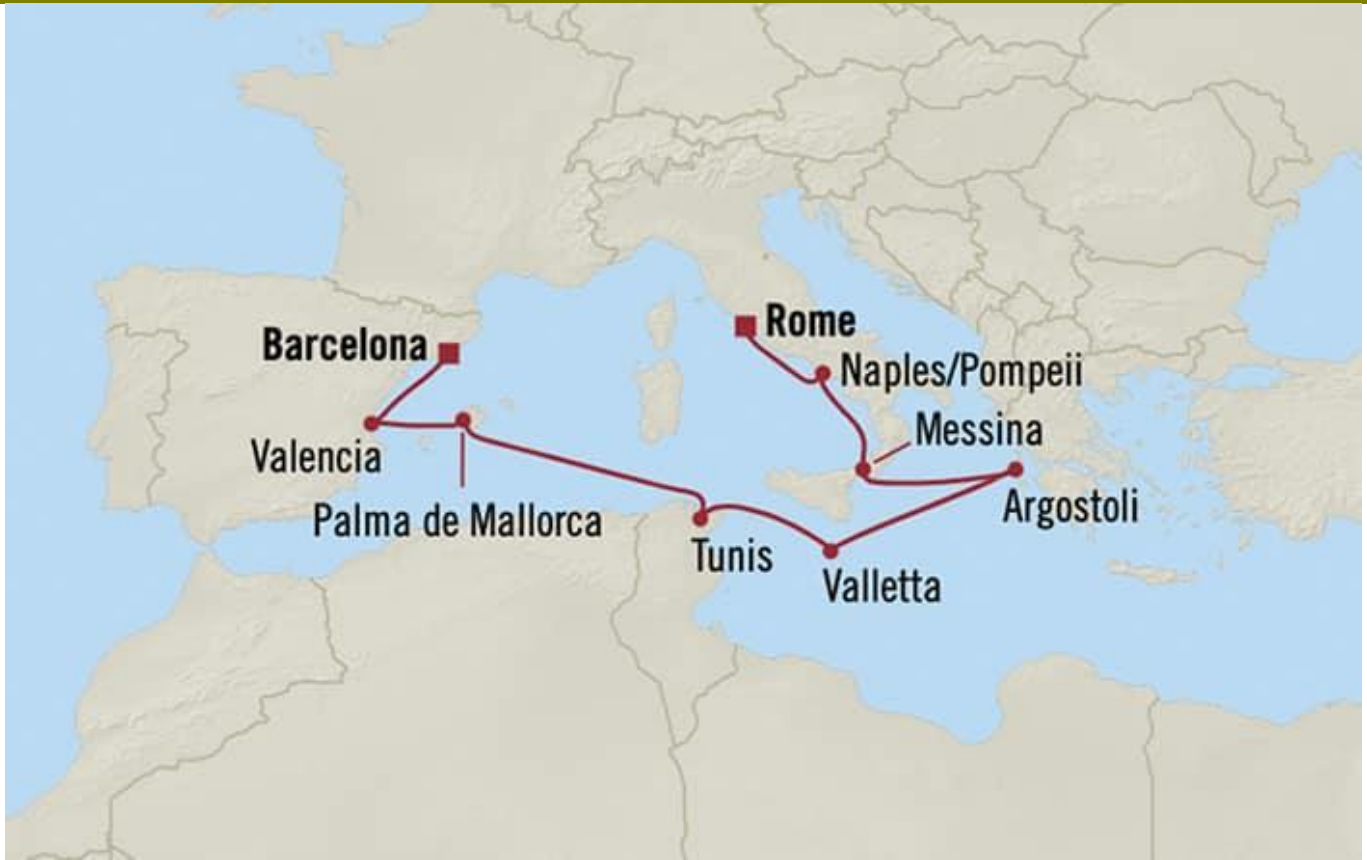 Rome
Barcelona
Naples/Pompeii
Messina
Valencia
Palma de Mallorca
Argostoli
Tunis
Valletta